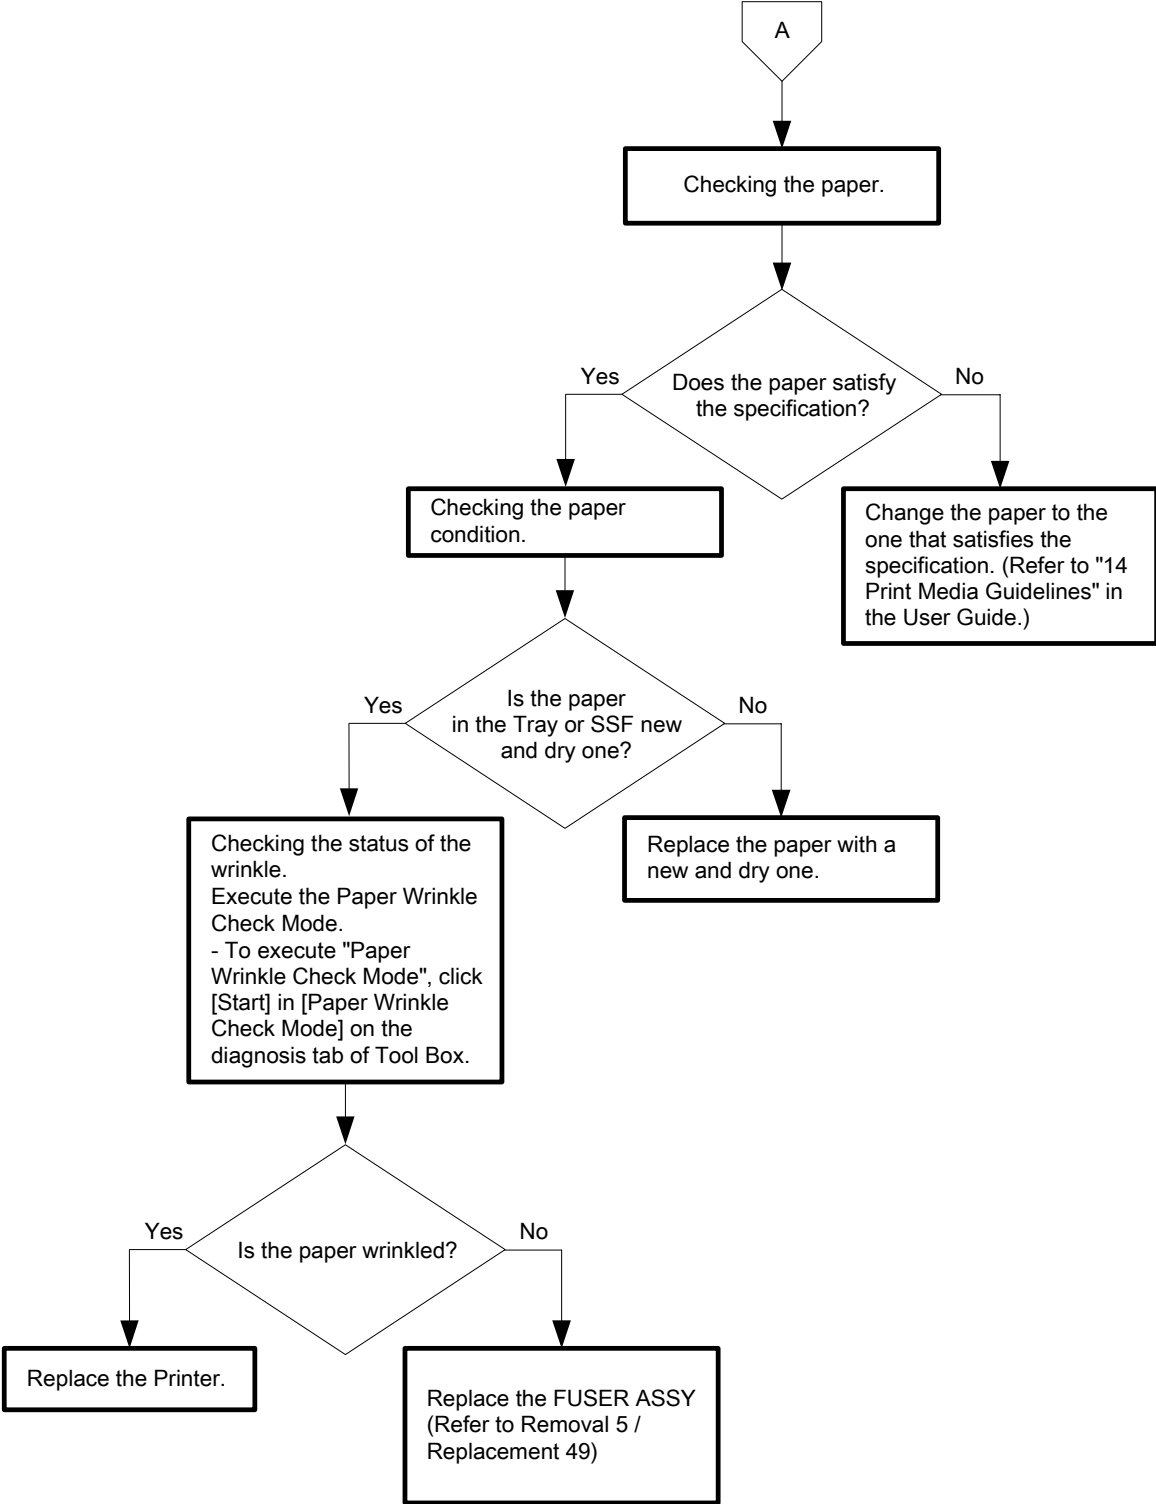 A
Checking the paper.
Yes
Does the paper satisfy
the specification?
No
Checking the paper
condition.
Change the paper to the
one that satisfies the
specification. (Refer to "14
Print Media Guidelines" in
the User Guide.)
Yes
Is the paper
in the Tray or SSF new
and dry one?
No
Checking the status of the
wrinkle.
Execute the Paper Wrinkle
Check Mode.
- To execute "Paper
Wrinkle Check Mode", click
[Start] in [Paper Wrinkle
Check Mode] on the
diagnosis tab of Tool Box.
Replace the paper with a
new and dry one.
Yes
Is the paper wrinkled?
No
Replace the Printer.
Replace the FUSER ASSY
(Refer to Removal 5 /
Replacement 49)